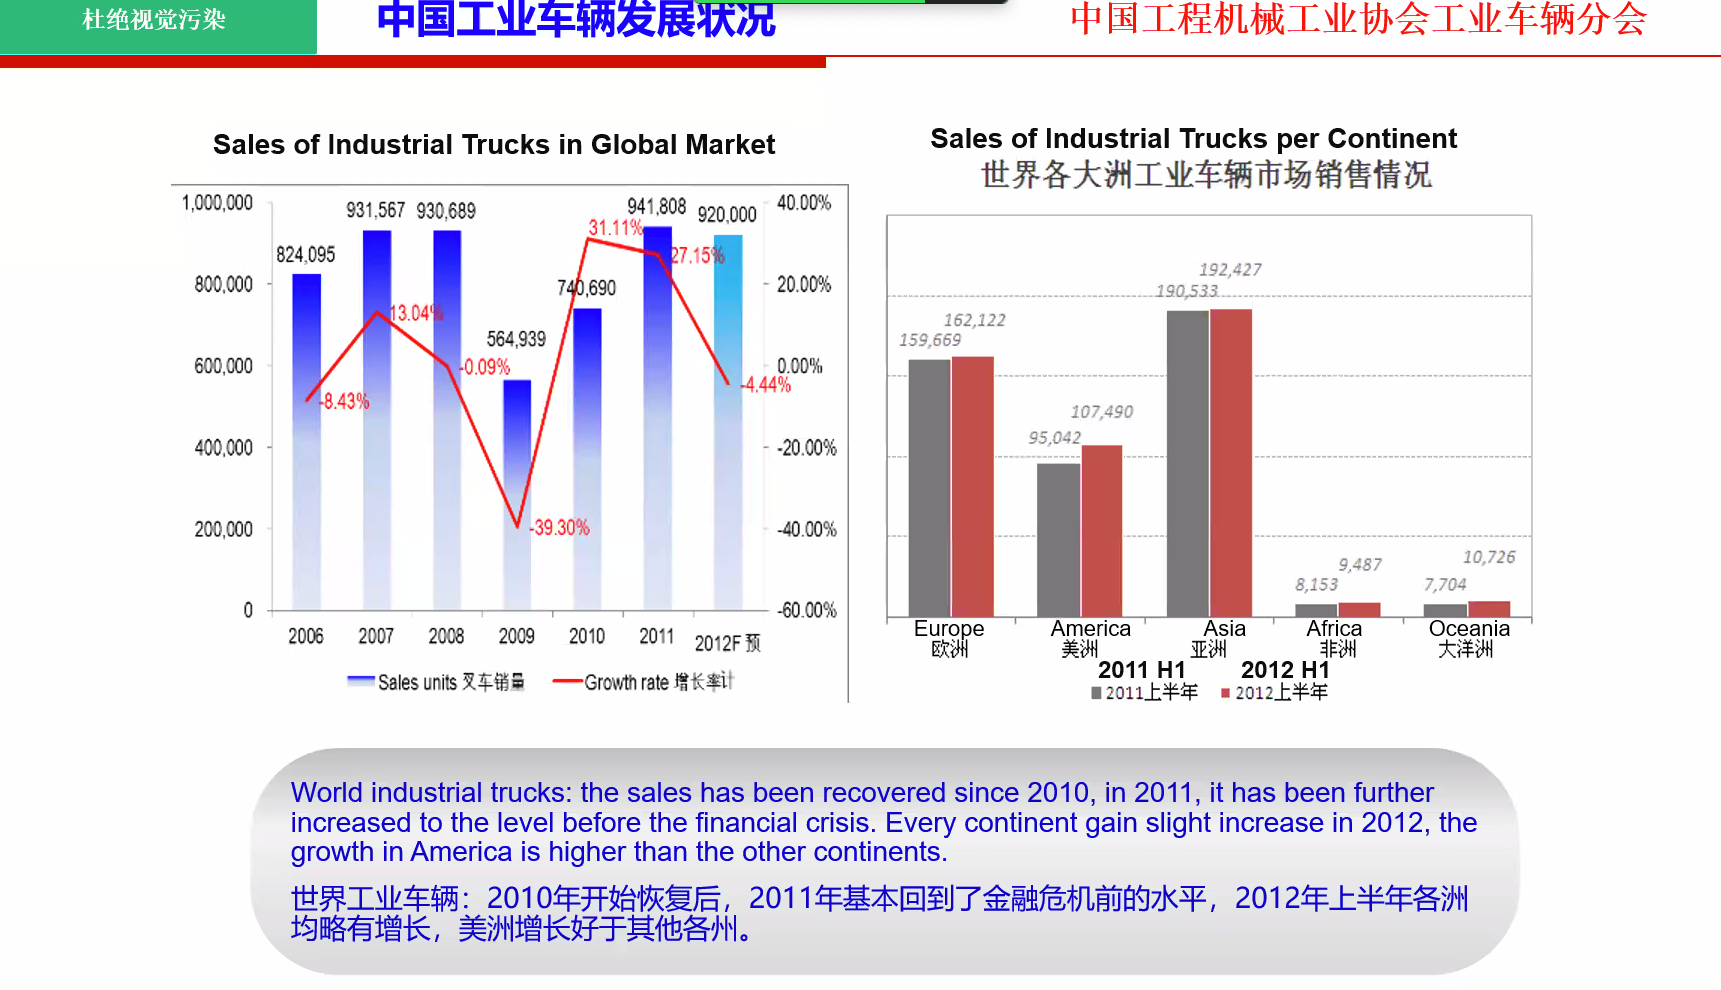 杜绝视觉污染
中国工业车辆发展状况
中国工程机械工业协会工业车辆分会
Sales of Industrial Trucks in Global Market
1,000,000
800,000
600,000
400,000
200,000
0
40.00%
20.00%
0.00%
-20.00%
-40.00%
-60.00%
824,095
931,567
930,689
564,939
740,690
941,808
920,000
-8.43%
13.04%
-0.09%
-39.30%
31.11%
27.15%
-4.44%
2006 2007 2008 2009 2010 2011 2012F 预
Sales units 叉车销量 Growth rate 增长率计
Sales of Industrial Trucks per Continent
世界各大洲工业车辆市场销售情况
159,669
162,122
95,042
107,490
190,533
192,427
8,153
9,487
7,704
10,726
Europe America Asia Africa Oceania
欧洲 美洲 亚洲 非洲 大洋洲
2011 H1 2012 H1
2011上半年 2012上半年
World industrial trucks: the sales has been recovered since 2010, in 2011, it has been further
increased to the level before the financial crisis. Every continent gain slight increase in 2012, the
growth in America is higher than the other continents.
世界工业车辆：2010年开始恢复后，2011年基本回到了金融危机前的水平，2012年上半年各洲
均略有增长，美洲增长好于其他各州。